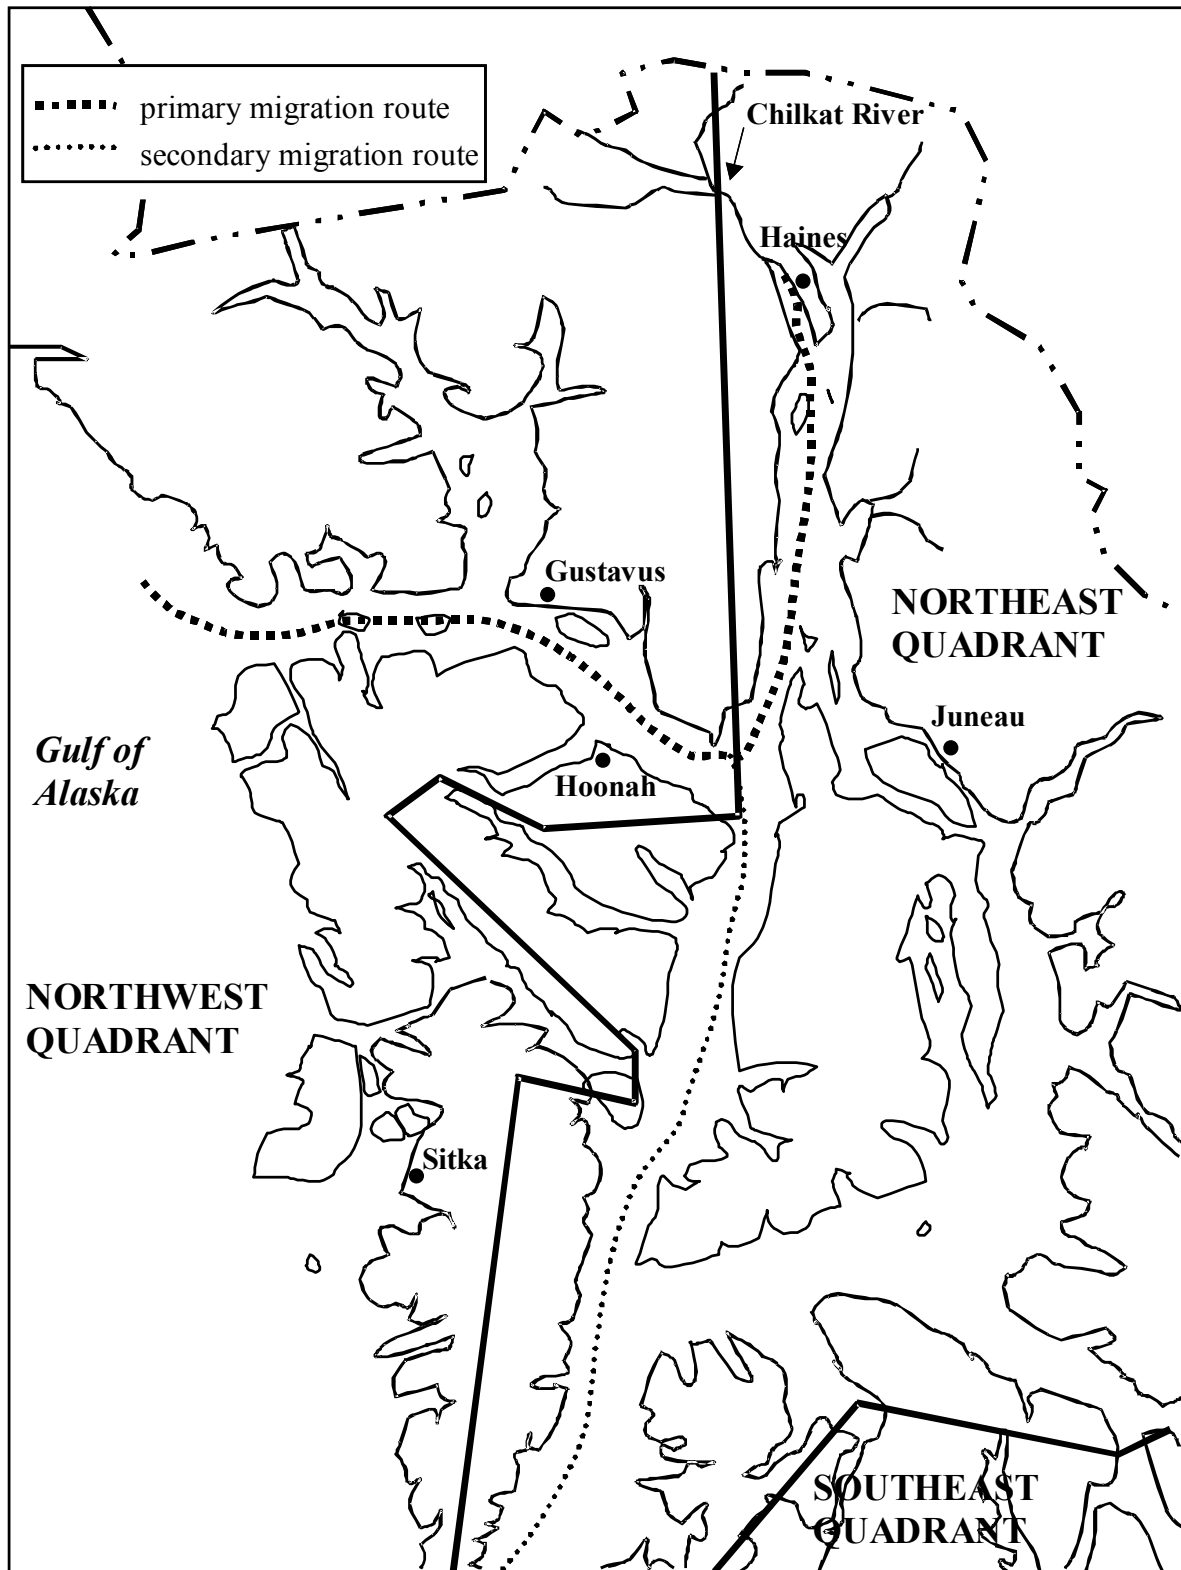 primary migration route
secondary migration route
Chilkat River
Haines
Gustavus
NORTHEAST
QUADRANT
Juneau
Gulf of
Alaska
Hoonah
NORTHWEST
QUADRANT
Sitka
SOUTHEAST
QUADRANT